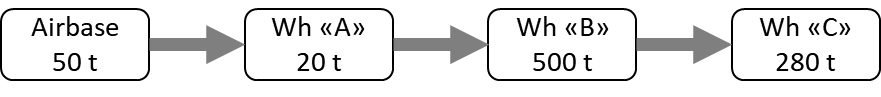 Airbase
50 t
Wh «A»
20 t
Wh «B»
500 t
Wh «C»
280 t